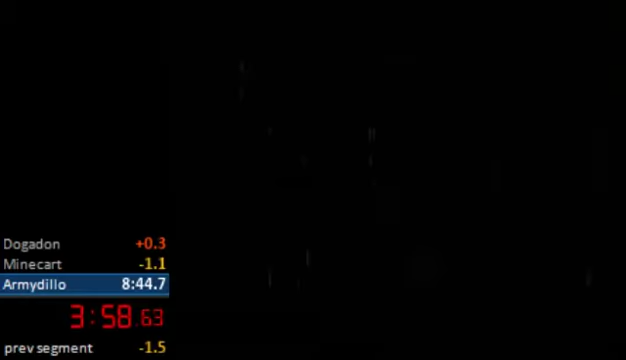 Dogadon +0.3
Minecart -1.1
Armydillo 8:44.7
3:58.63
prev segment -1.5